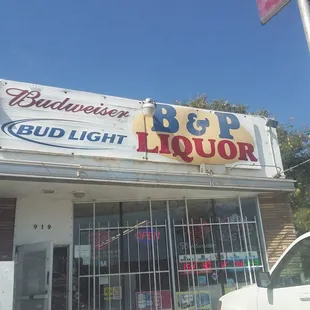 Budweiser
BUD LIGHT
B & P
LIQUOR
919